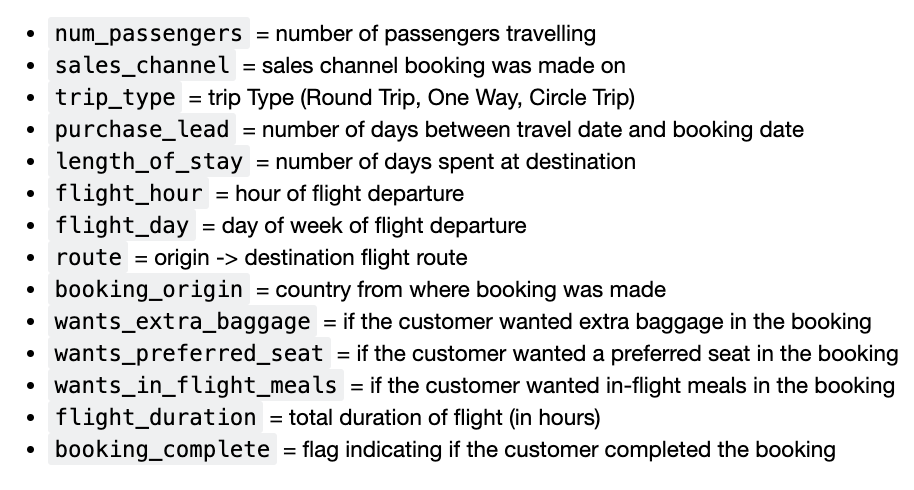 • num_passengers = number of passengers travelling
• sales_channel = sales channel booking was made on
• trip_type = trip Type (Round Trip, One Way, Circle Trip)
• purchase_lead = number of days between travel date and booking date
• length_of_stay = number of days spent at destination
• flight_hour = hour of flight departure
• flight_day = day of week of flight departure
• route = origin -> destination flight route
• booking_origin = country from where booking was made
• wants_extra_baggage = if the customer wanted extra baggage in the booking
• wants_preferred_seat = if the customer wanted a preferred seat in the booking
• wants_in_flight_meals = if the customer wanted in-flight meals in the booking
• flight_duration = total duration of flight (in hours)
• booking_complete = flag indicating if the customer completed the booking